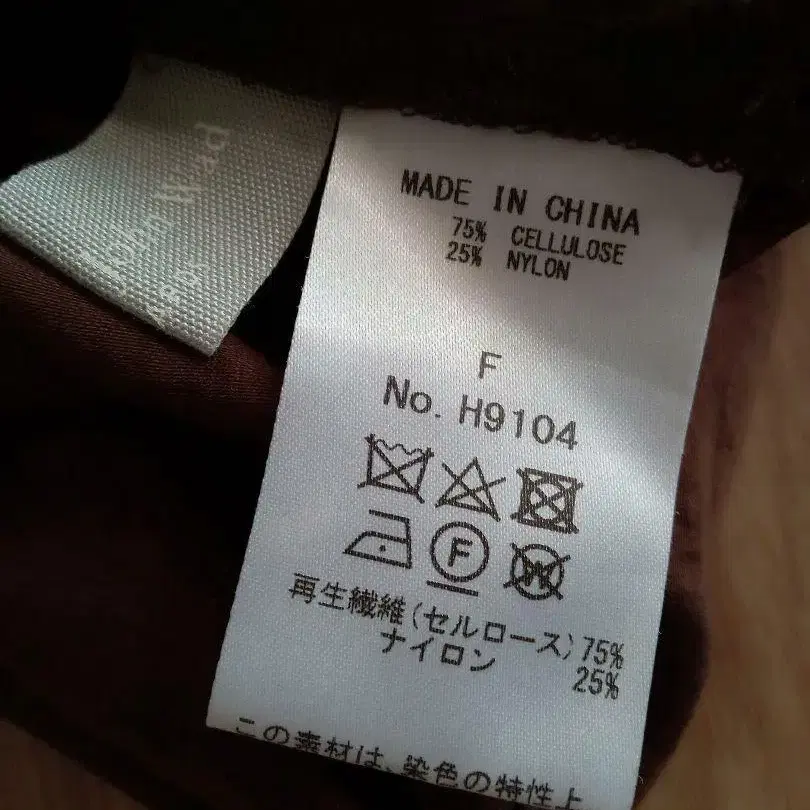 MADE IN CHINA
75% CELLULOSE
25% NYLON
F
No. H9104
F
W
再生繊維(セルロース)75%
ナイロン 25%
この素材は、染色の特性上